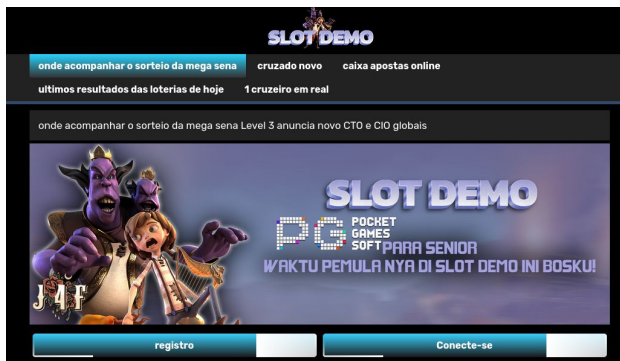 SLOT DEMO
onde acompanhar o sorteio da mega sena cruzado novo caixa apostas online
ultimos resultados das loterias de hoje 1 cruzeiro em real
onde acompanhar o sorteio da mega sena Level 3 anuncia novo CTO e CIO globais
SLOT DEMO
PG POCKET
GAMES
SOFT PARA SENIOR
WAKTU PEMULA NYA DI SLOT DEMO INI BOSKU!
J4F
registro Conecte-se